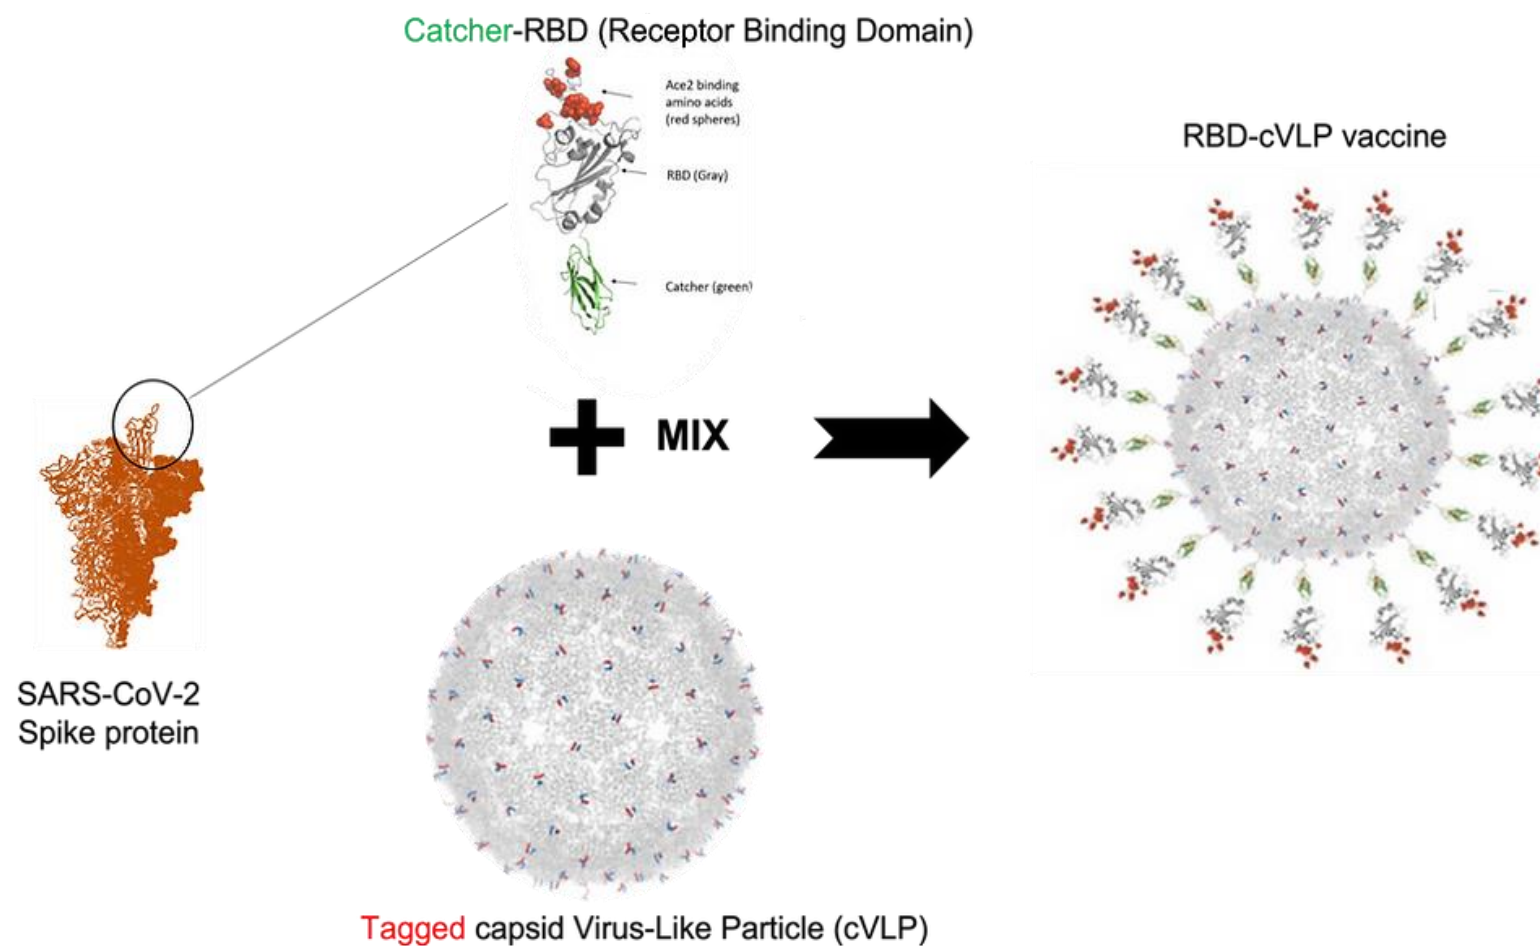 Catcher-RBD (Receptor Binding Domain)
Ace2 binding
amino acids
(red spheres)
RBD (Gray)
Catcher (green)
RBD-cVLP vaccine
MIX
SARS-CoV-2
Spike protein
Tagged capsid Virus-Like Particle (cVLP)